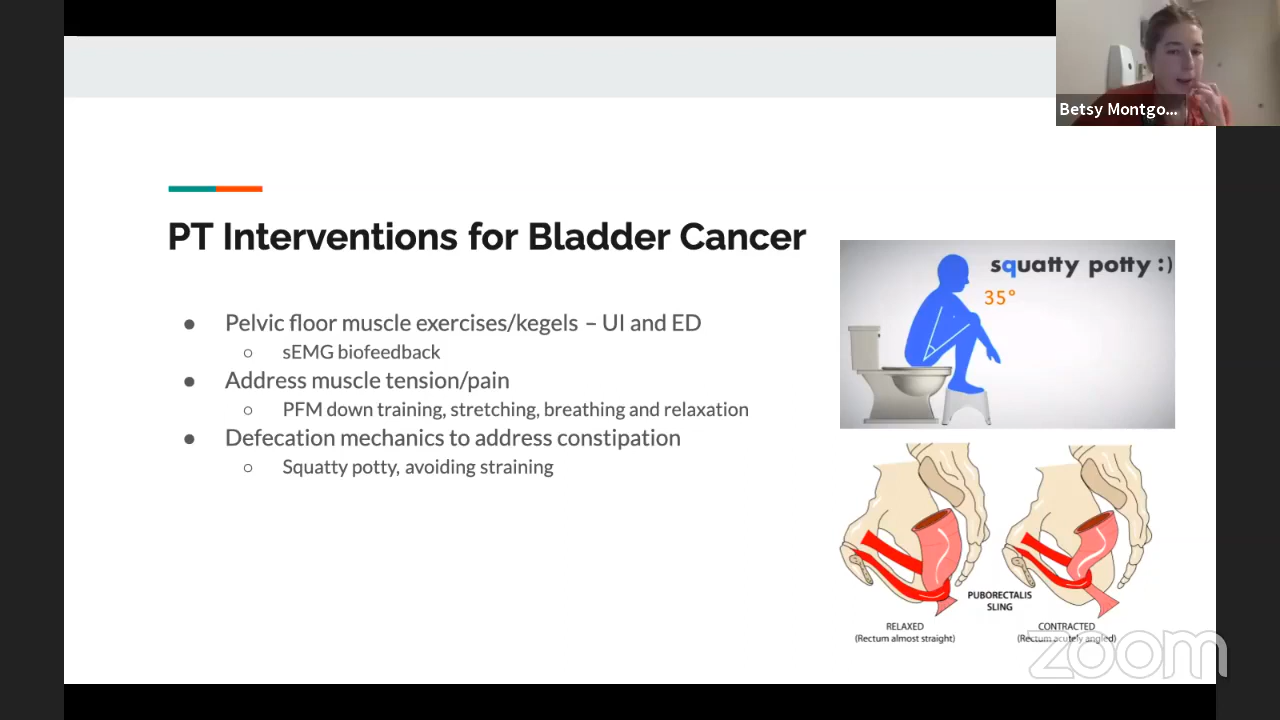 Betsy Montgo...
PT Interventions for Bladder Cancer
● Pelvic floor muscle exercises/kegels – UI and ED
○ sEMG biofeedback
● Address muscle tension/pain
○ PFM down training, stretching, breathing and relaxation
● Defecation mechanics to address constipation
○ Squatty potty, avoiding straining
squatty potty :)
35°
PUBORECTALIS
SLING
RELAXED
(Rectum almost straight)
CONTRACTED
(Rectum acutely angled)
zoom